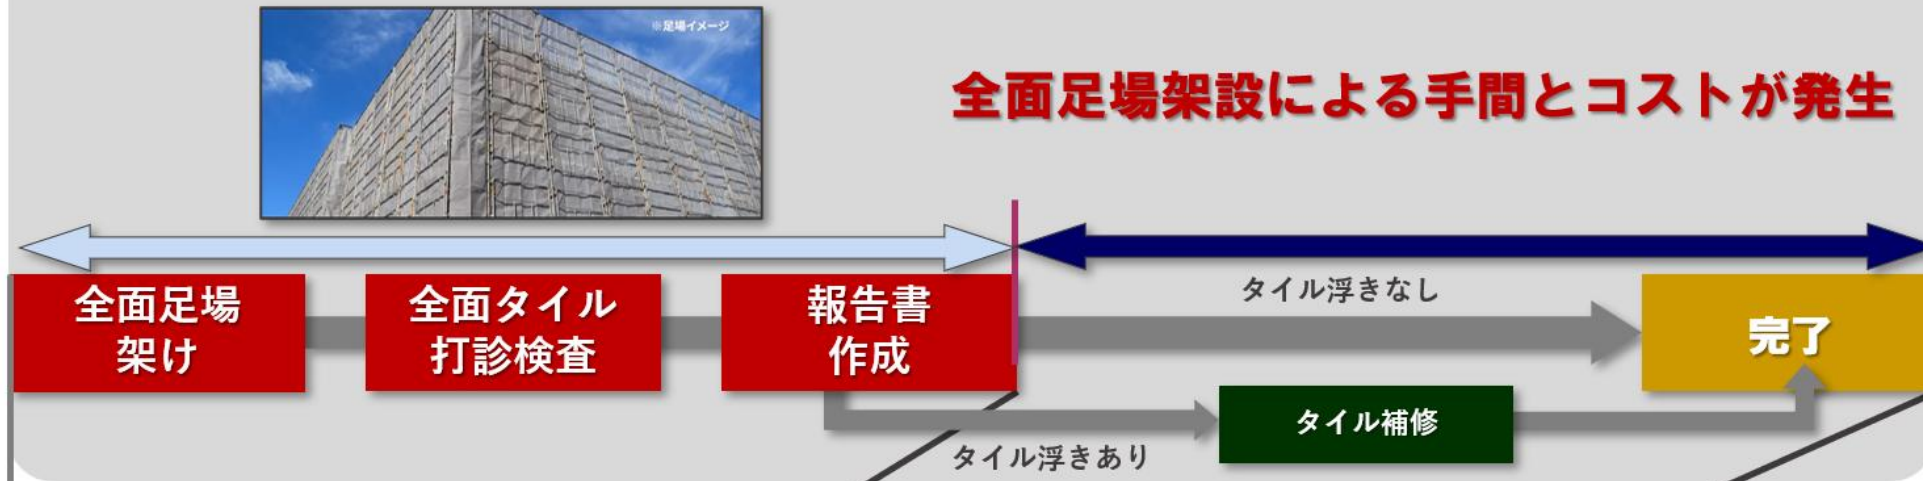 ※足場イメージ
全面足場架設による手間とコストが発生
全面足場
架け
全面タイル
打診検査
報告書
作成
タイル浮きなし
完了
タイル補修
タイル浮きあり